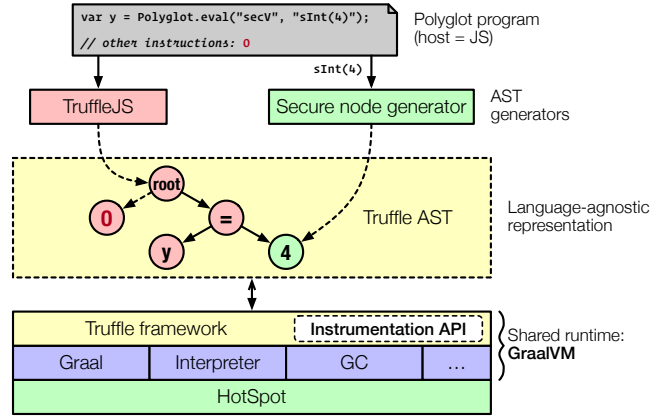 var y = Polyglot.eval("secV", "sInt(4)");
// other instructions: O
Polyglot program
(host = JS)
sInt(4)
TruffleJS
Secure node generator
AST
generators
root
O
=
y
4
Truffle AST
Language-agnostic
representation
Truffle framework
Instrumentation API
Graal
Interpreter
GC
...
HotSpot
Shared runtime:
GraalVM